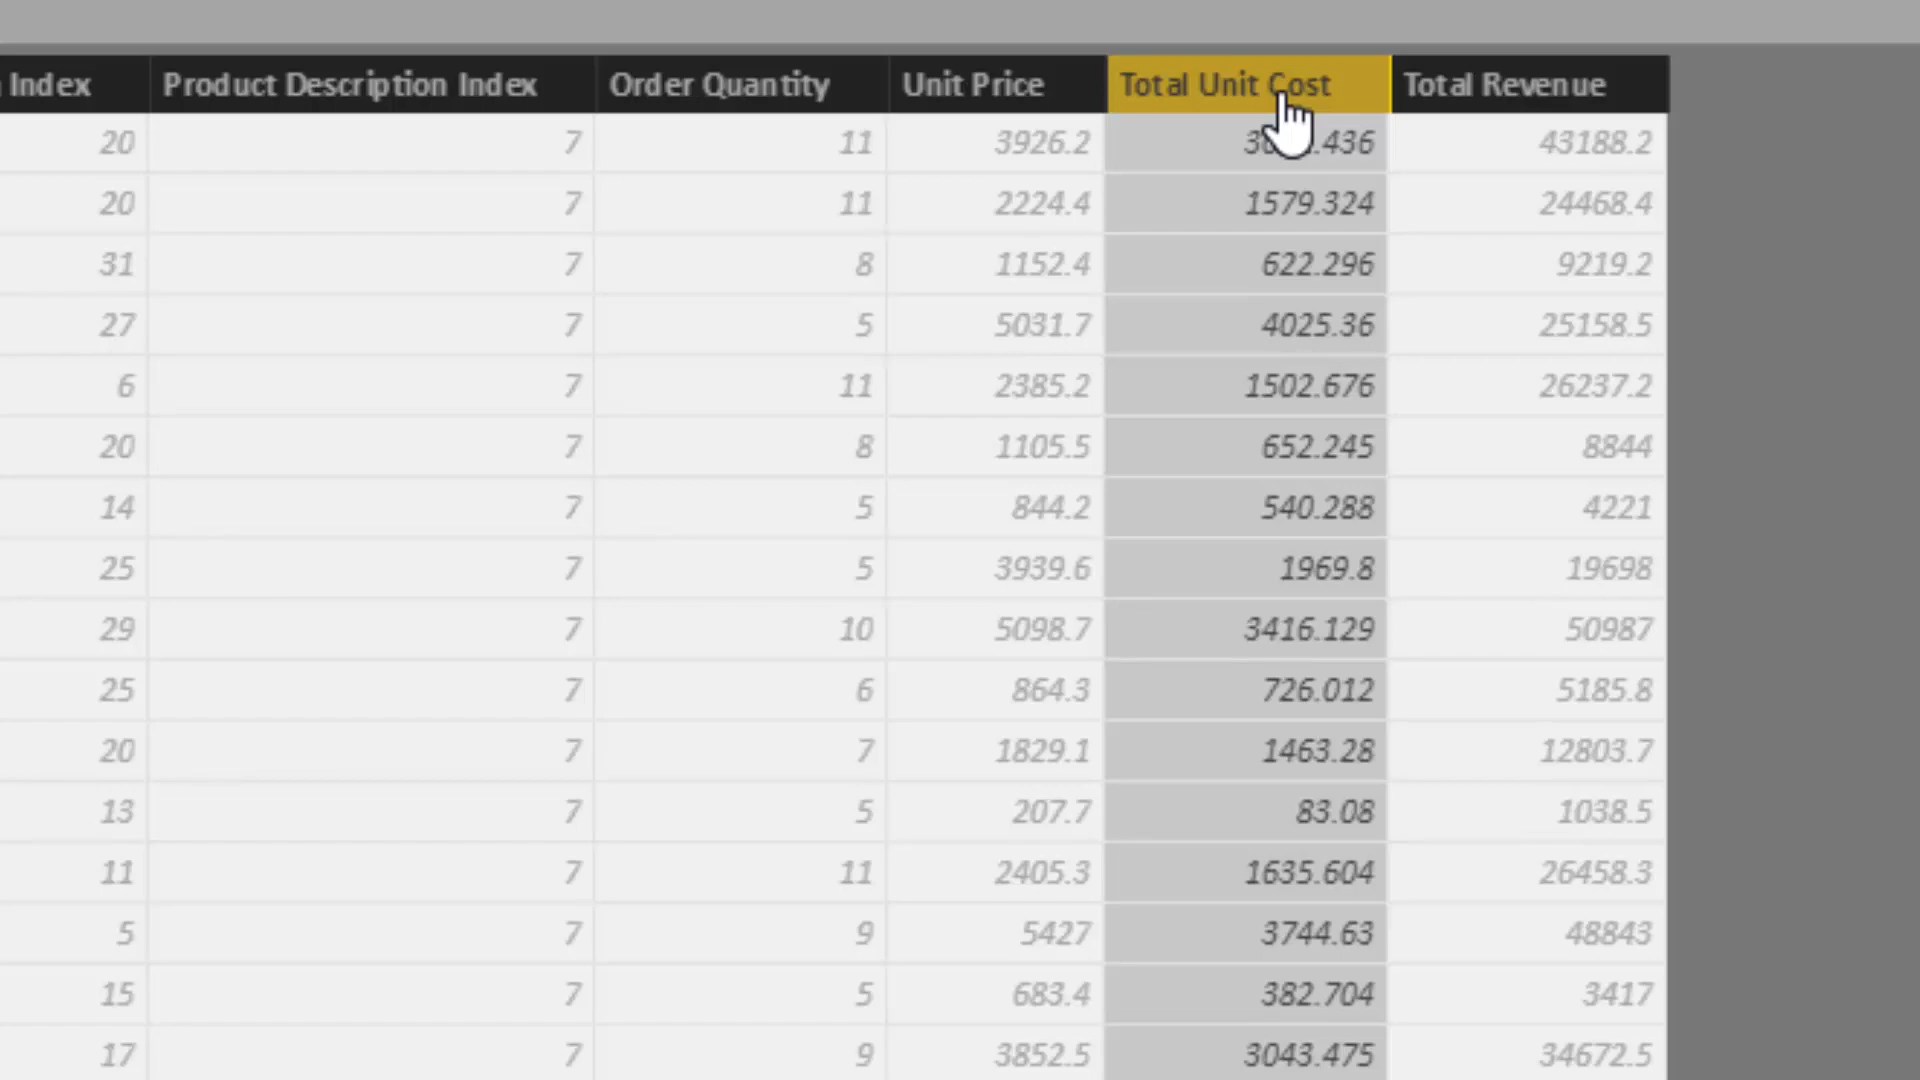 Index Product Description Index Order Quantity Unit Price Total Unit Cost Total Revenue
20 7 11 3926.2 43188.2
20 7 11 2224.4 1579.324 24468.4
31 7 8 1152.4 622.296 9219.2
27 7 5 5031.7 4025.36 25158.5
6 7 11 2385.2 1502.676 26237.2
20 7 8 1105.5 652.245 8844
14 7 5 844.2 540.288 4221
25 7 5 3939.6 1969.8 19698
29 7 10 5098.7 3416.129 50987
25 7 6 864.3 726.012 5185.8
20 7 7 1829.1 1463.28 12803.7
13 7 5 207.7 83.08 1038.5
11 7 11 2405.3 1635.604 26458.3
5 7 9 5427 3744.63 48843
15 7 5 683.4 382.704 3417
17 7 9 3852.5 3043.475 34672.5